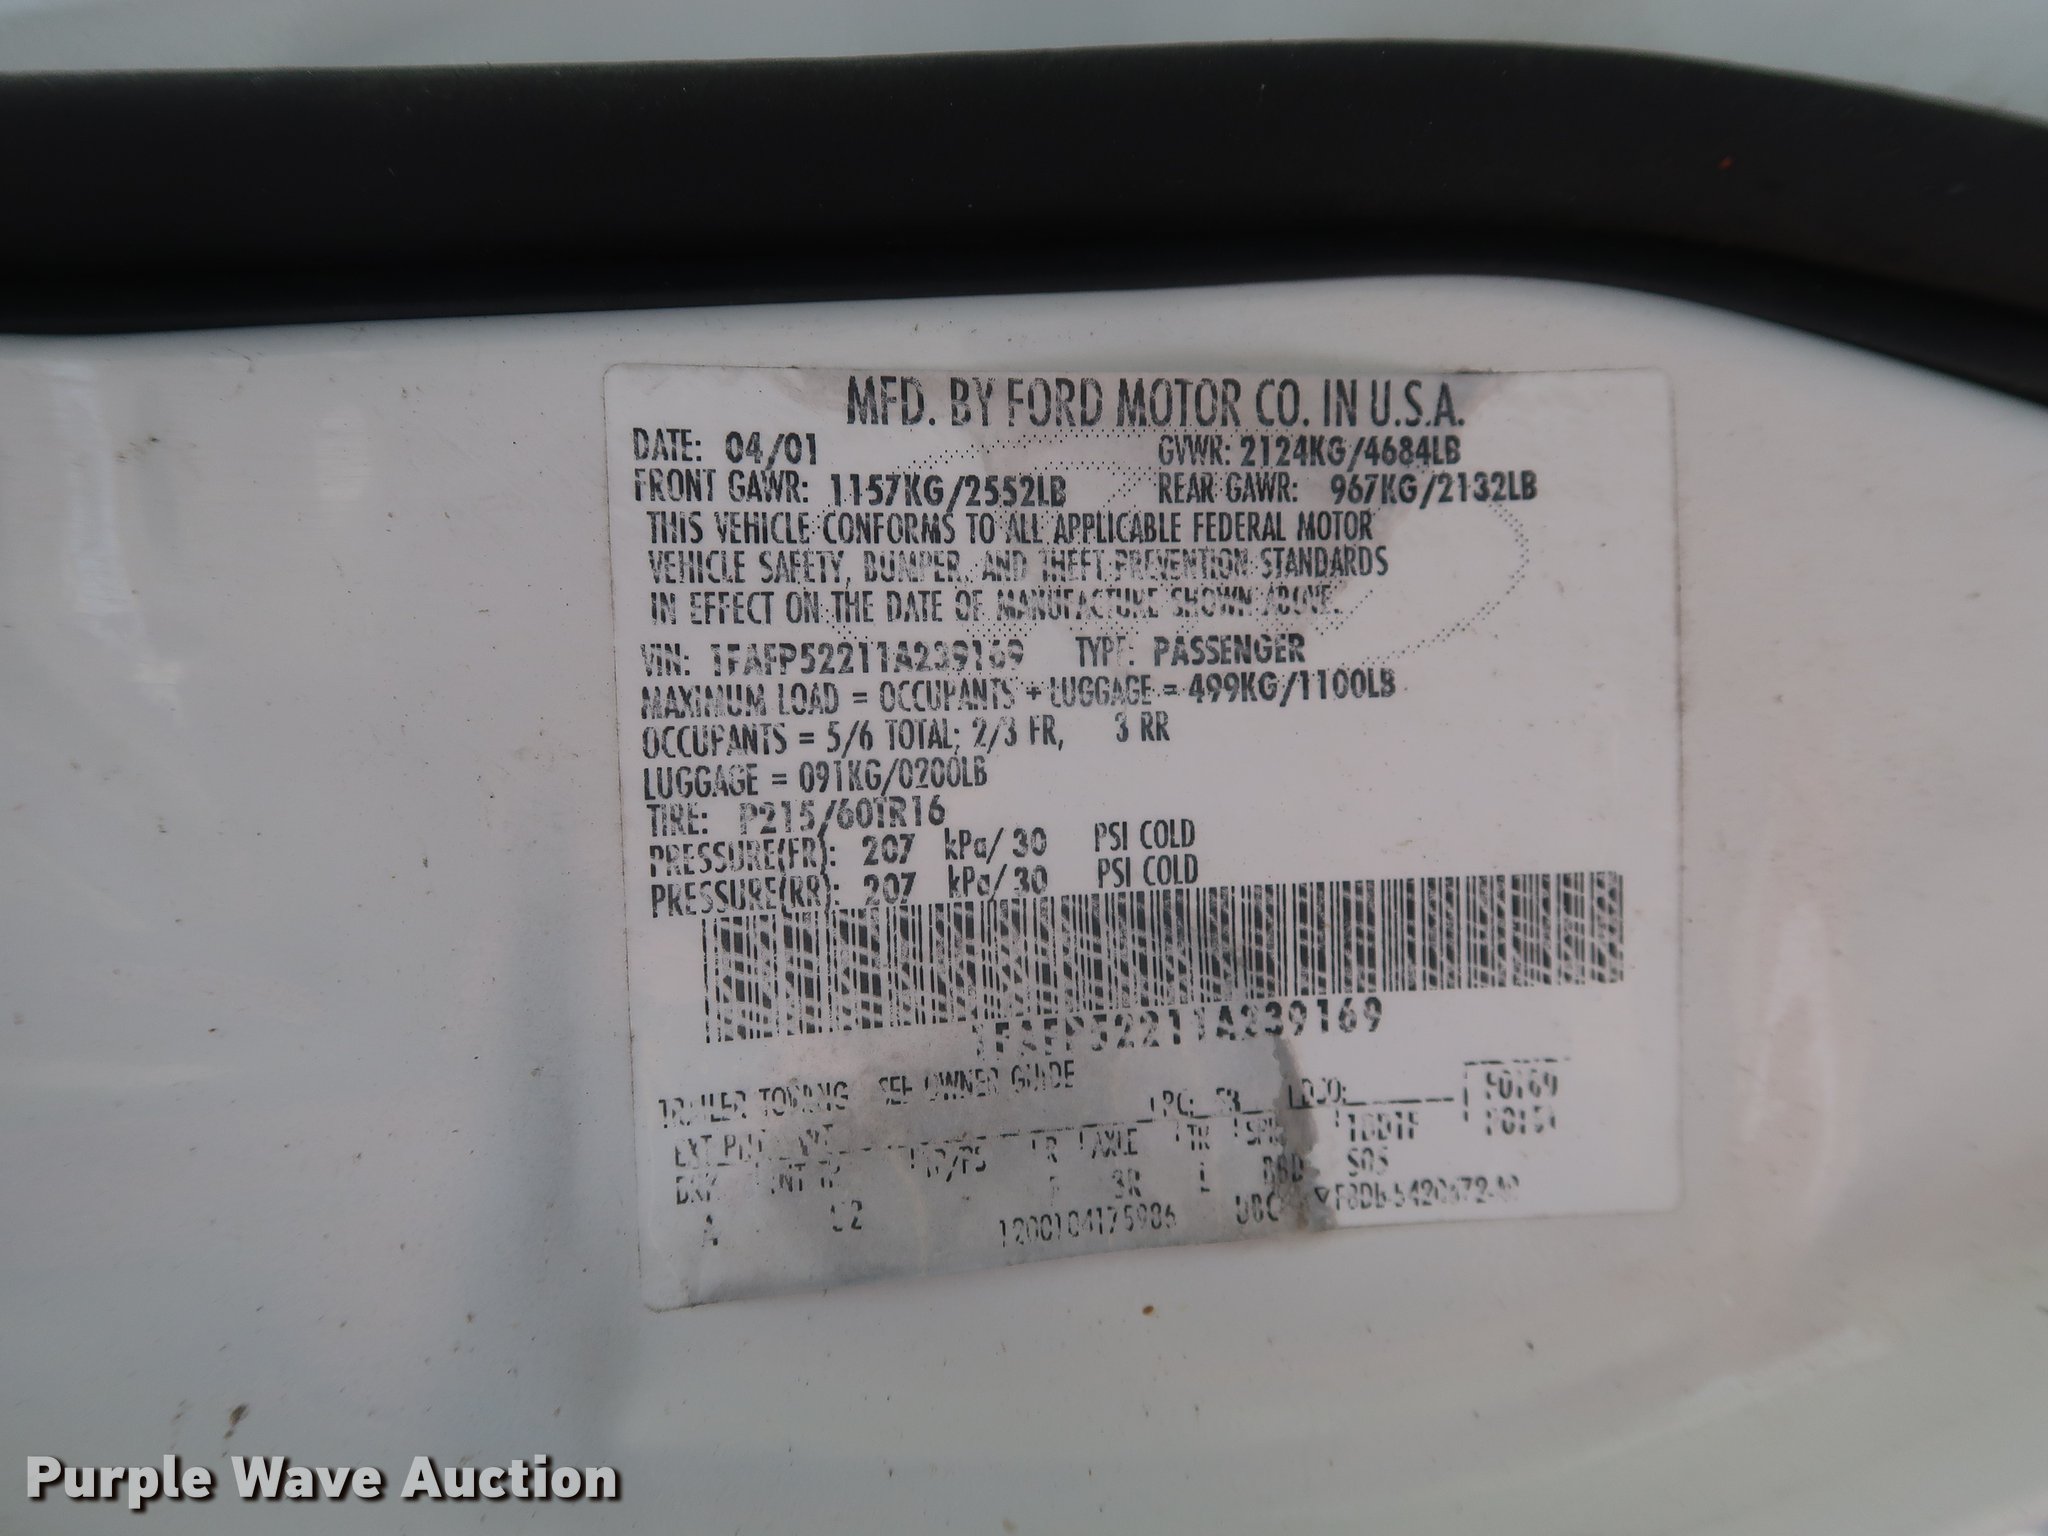 MFD. BY FORD MOTOR CO. IN U.S.A.
DATE: 04/01 GVWR: 2124KG/4684LB
FRONT GAWR: 1157KG/2552LB REAR GAWR: 967KG/2132LB
THIS VEHICLE CONFORMS TO ALL APPLICABLE FEDERAL MOTOR
VEHICLE SAFETY, BUMPER, AND THEFT PREVENTION STANDARDS
IN EFFECT ON THE DATE OF MANUFACTURE SHOWN ABOVE.
VIN: 1FAFP52211A239169 TYPE: PASSENGER
MAXIMUM LOAD = OCCUPANTS + LUGGAGE = 499KG/1100LB
OCCUPANTS = 5/6 TOTAL; 2/3 FR, 3 RR
LUGGAGE = 091KG/0200LB
TIRE: P215/60TR16
PRESSURE(FR): 207 kPa/30 PSI COLD
PRESSURE(RR): 207 kPa/30 PSI COLD
1FAFP52211A239169
TRAILER TOWING - SEE OWNER GUIDE
EXT PNT
AXLE TR
A
Purple Wave Auction